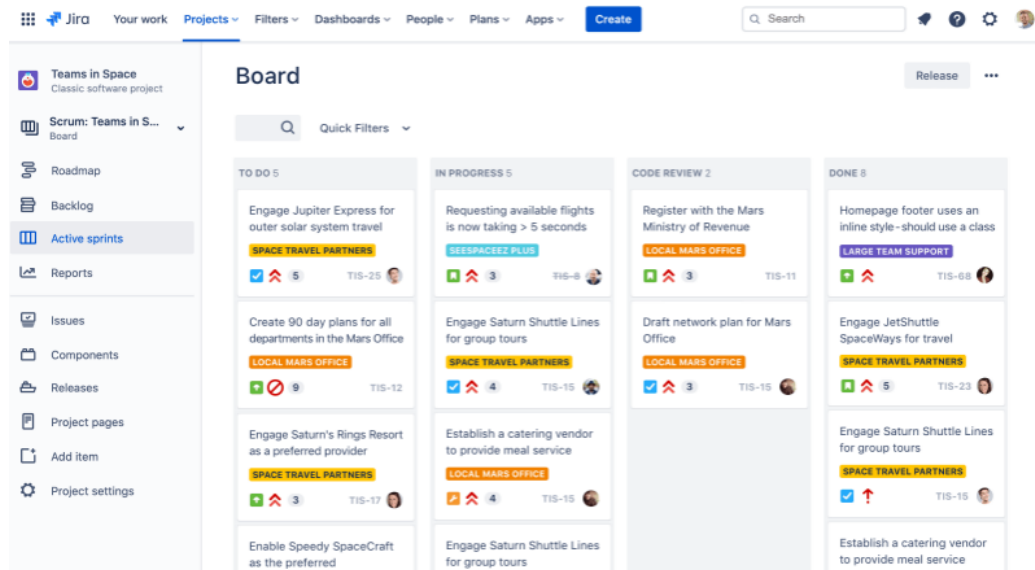 Jira
Your work
Projects
Filters
Dashboards
People
Plans
Apps
Create
Search
Teams in Space
Classic software project
Scrum: Teams in S...
Board
Roadmap
Backlog
Active sprints
Reports
Issues
Components
Releases
Project pages
Add item
Project settings
Board
Release
Quick Filters
TO DO 5
Engage Jupiter Express for
outer solar system travel
SPACE TRAVEL PARTNERS
5 TIS-25
Create 90 day plans for all
departments in the Mars Office
LOCAL MARS OFFICE
9 TIS-12
Engage Saturn's Rings Resort
as a preferred provider
SPACE TRAVEL PARTNERS
3 TIS-17
Enable Speedy SpaceCraft
as the preferred
IN PROGRESS 5
Requesting available flights
is now taking > 5 seconds
SEESPACEEZ PLUS
3 TIS-8
Engage Saturn Shuttle Lines
for group tours
SPACE TRAVEL PARTNERS
4 TIS-15
Establish a catering vendor
to provide meal service
LOCAL MARS OFFICE
4 TIS-15
Engage Saturn Shuttle Lines
for group tours
CODE REVIEW 2
Register with the Mars
Ministry of Revenue
LOCAL MARS OFFICE
3 TIS-11
Draft network plan for Mars
Office
LOCAL MARS OFFICE
3 TIS-15
DONE 8
Homepage footer uses an
inline style-should use a class
LARGE TEAM SUPPORT
TIS-68
Engage JetShuttle
SpaceWays for travel
SPACE TRAVEL PARTNERS
5 TIS-23
Engage Saturn Shuttle Lines
for group tours
SPACE TRAVEL PARTNERS
TIS-15
Establish a catering vendor
to provide meal service